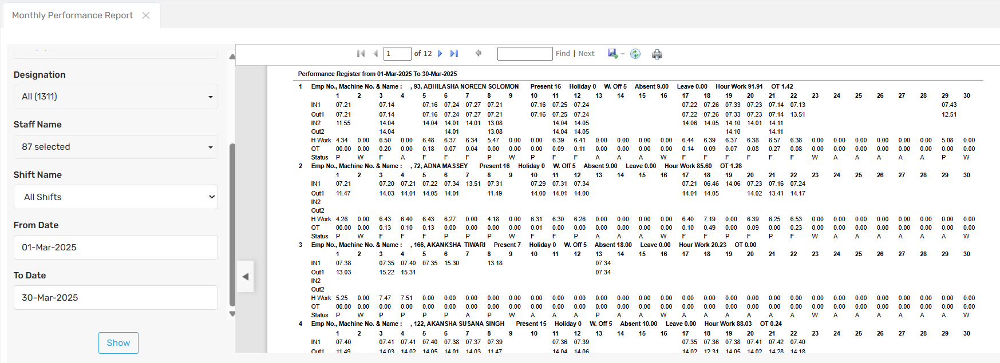 Monthly Performance Report
Designation
All (1311)
Staff Name
87 selected
Shift Name
All Shifts
From Date
01-Mar-2025
To Date
30-Mar-2025
Show
1 of 12 Find | Next
Performance Register from 01-Mar-2025 To 30-Mar-2025
1 Emp No., Machine No. & Name : , 93, ABHILASHA NOREEN SOLOMON Present 16 Holiday 0 W. Off 5 Absent 9.00 Leave 0.00 Hour Work 91.91 OT 1.42
1 2 3 4 5 6 7 8 9 10 11 12 13 14 15 16 17 18 19 20 21 22 23 24 25 26 27 28 29 30
IN1 07.21 07.14 07.16 07.24 07.27 07.21 07.16 07.25 07.24 07.22 07.26 07.33 07.23 07.14 07.13 07.43
Out1 07.21 07.14 07.16 07.24 07.27 07.21 07.16 07.25 07.24 07.22 07.26 07.33 07.23 07.14 13.51 12.51
IN2 11.55 14.04 14.04 14.01 14.01 13.08 14.04 14.05 14.06 14.05 14.10 14.01 14.11
Out2 14.04 14.01 13.08 14.04 14.05 14.10 14.11
H Work 4.34 0.00 6.50 0.00 6.48 6.37 6.34 5.47 0.00 0.00 6.39 6.41 0.00 0.00 0.00 0.00 6.44 6.39 6.37 6.38 6.57 6.38 0.00 0.00 0.00 0.00 0.00 0.00 5.08 0.00
OT 00.00 0.00 0.20 0.00 0.18 0.07 0.04 0.00 0.00 0.00 0.09 0.11 0.00 0.00 0.00 0.00 0.14 0.09 0.07 0.08 0.27 0.08 0.00 0.00 0.00 0.00 0.00 0.00 0.00 0.00
Status P W F A F F F P W P F F A A A W F F F F F F W A A A A A P W
2 Emp No., Machine No. & Name : , 72, ADNA MASSEY Present 16 Holiday 0 W. Off 5 Absent 9.00 Leave 0.00 Hour Work 85.60 OT 1.28
1 2 3 4 5 6 7 8 9 10 11 12 13 14 15 16 17 18 19 20 21 22 23 24 25 26 27 28 29 30
IN1 07.21 07.20 07.21 07.22 07.34 13.51 07.31 07.29 07.31 07.34 07.21 06.46 14.06 07.23 07.16 07.24
Out1 11.47 14.03 14.01 14.05 14.01 11.49 14.00 14.01 14.00 14.01 14.05 14.02 13.41 14.17
IN2
Out2
H Work 4.26 0.00 6.43 6.40 6.43 6.27 0.00 4.18 0.00 6.31 6.30 6.26 0.00 0.00 0.00 0.00 6.40 7.19 0.00 6.39 6.25 6.53 0.00 0.00 0.00 0.00 0.00 0.00 0.00 0.00
OT 00.00 0.00 0.13 0.10 0.13 0.00 0.00 0.00 0.00 0.01 0.00 0.00 0.00 0.00 0.00 0.00 0.10 0.49 0.00 0.09 0.00 0.23 0.00 0.00 0.00 0.00 0.00 0.00 0.00 0.00
Status P W F F F P P P W F F P A A A W F F P F P F W A A A A A A W
3 Emp No., Machine No. & Name : , 166, AKANKSHA TIWARI Present 7 Holiday 0 W. Off 5 Absent 18.00 Leave 0.00 Hour Work 20.23 OT 0.00
1 2 3 4 5 6 7 8 9 10 11 12 13 14 15 16 17 18 19 20 21 22 23 24 25 26 27 28 29 30
IN1 07.38 07.35 07.40 07.35 15.30 13.18 07.34
Out1 13.03 15.22 15.31 07.34
IN2
Out2
H Work 5.25 0.00 7.47 7.51 0.00 0.00 0.00 0.00 0.00 0.00 0.00 0.00 0.00 0.00 0.00 0.00 0.00 0.00 0.00 0.00 0.00 0.00 0.00 0.00 0.00 0.00 0.00 0.00 0.00 0.00
OT 00.00 0.00 0.00 0.00 0.00 0.00 0.00 0.00 0.00 0.00 0.00 0.00 0.00 0.00 0.00 0.00 0.00 0.00 0.00 0.00 0.00 0.00 0.00 0.00 0.00 0.00 0.00 0.00 0.00 0.00
Status P W P P P P A P W A A A P A A W A A A A A A W A A A A A A W
4 Emp No., Machine No. & Name : , 122, AKANSHA SUSANA SINGH Present 15 Holiday 0 W. Off 5 Absent 10.00 Leave 0.00 Hour Work 88.03 OT 0.24
1 2 3 4 5 6 7 8 9 10 11 12 13 14 15 16 17 18 19 20 21 22 23 24 25 26 27 28 29 30
IN1 07.40 07.41 07.41 07.40 07.38 07.37 07.39 07.36 07.39 07.35 07.36 07.38 07.41 07.42 07.40
Out1 11.49 14.03 14.02 14.05 14.01 14.03 11.47 14.04 14.06 14.02 12.31 14.05 14.02 14.28 14.18